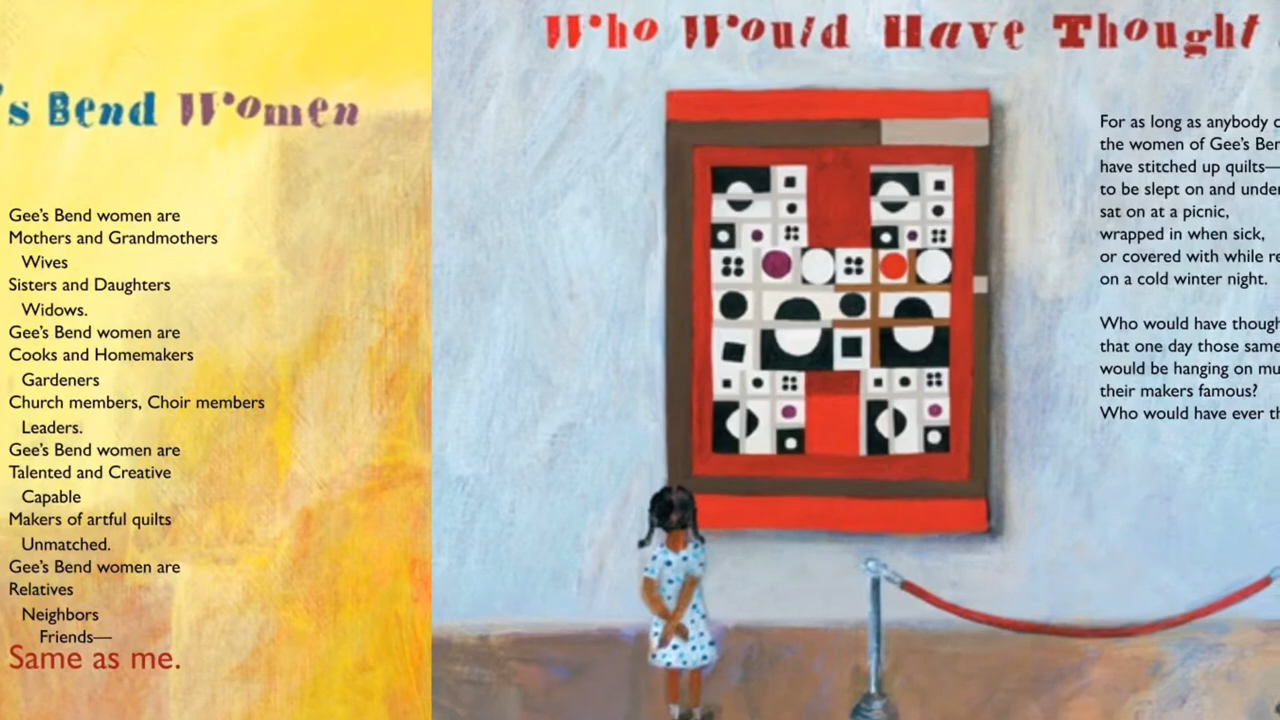 's Bend Women
Gee's Bend women are
Mothers and Grandmothers
Wives
Sisters and Daughters
Widows.
Gee's Bend women are
Cooks and Homemakers
Gardeners
Church members, Choir members
Leaders.
Gee's Bend women are
Talented and Creative
Capable
Makers of artful quilts
Unmatched.
Gee's Bend women are
Relatives
Neighbors
Friends—
Same as me.
Who Would Have Thought
For as long as anybody
the women of Gee's
have stitched up quilts—
to be slept on and under
sat on at a picnic,
wrapped in when sick,
or covered with while
on a cold winter night.
Who would have
that one day those same
would be hanging on
their makers famous?
Who would have ever